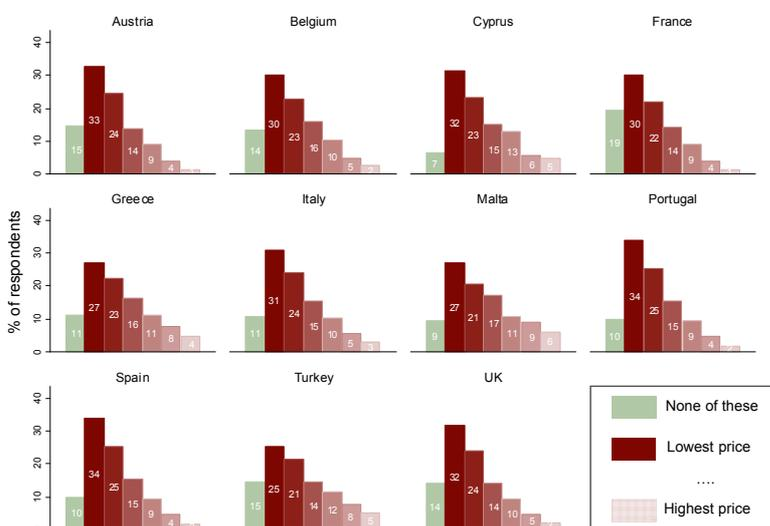 Austria Belgium Cyprus France
40
30
20
10
0
15 33 24 14 9 4
14 30 23 16 10 5 2
7 32 23 15 13 6 5
19 30 22 14 9 4
Greece Italy Malta Portugal
% of respondents
40
30
20
10
0
11 27 23 16 11 8 4
11 31 24 15 10 5 3
9 27 21 17 11 9 6
10 34 25 15 9 4 2
Spain Turkey UK
40
30
20
10
10 34 25 15 9 4
15 25 21 14 12 8 5
14 32 24 14 10 5
None of these
Lowest price
....
Highest price